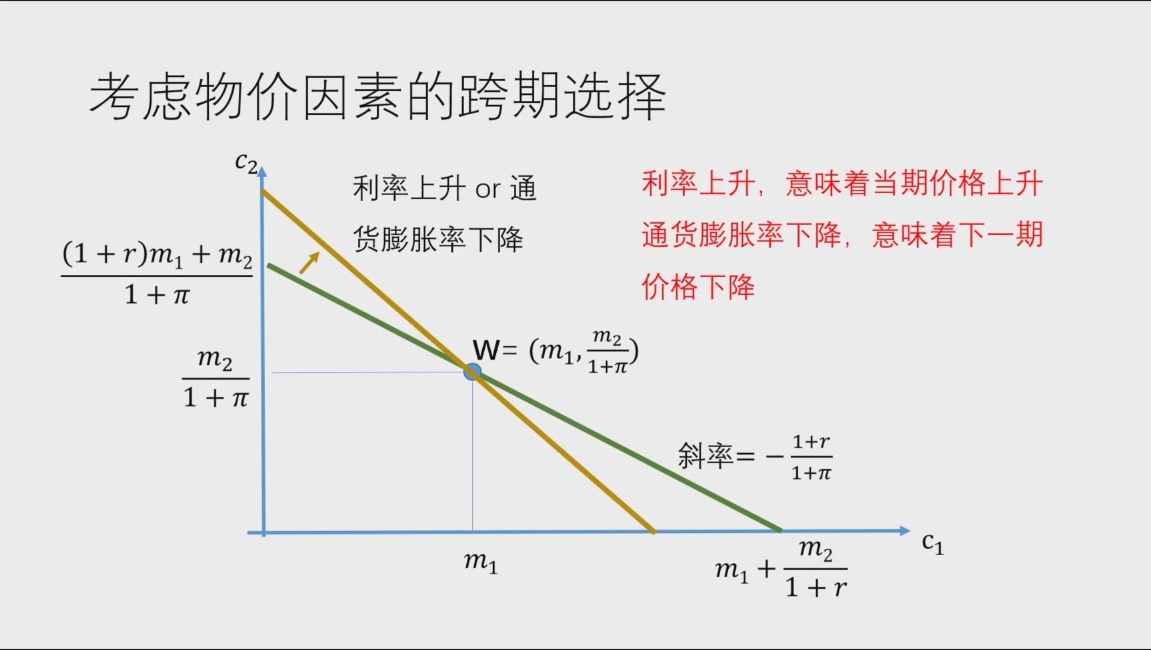 考虑物价因素的跨期选择
c₂
利率上升 or 通
货膨胀率下降
利率上升，意味着当期价格上升
通货膨胀率下降，意味着下一期
价格下降
(1 + r)m₁ + m₂
1 + π
W= (m₁, m₂/1+π)
m₂
1 + π
斜率= − 1+r/1+π
c₁
m₁
m₁ + m₂/1 + r